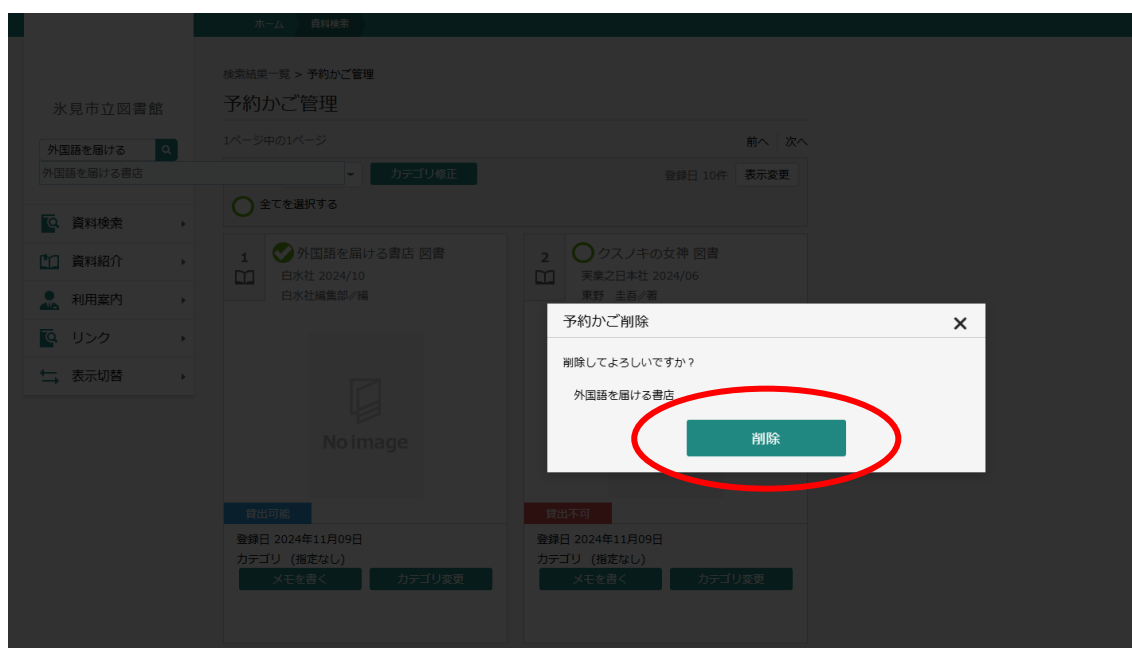 ホーム 資料検索
検索結果一覧 > 予約かご管理
氷見市立図書館
予約かご管理
1ページ中の1ページ
前へ 次へ
外国語を届ける
外国語を届ける書店
カテゴリ修正
登録日 10件 表示変更
全てを選択する
資料検索
資料紹介
利用案内
リンク
表示切替
1
外国語を届ける書店 図書
白水社 2024/10
白水社編集部∥編
No image
貸出可能
登録日 2024年11月09日
カテゴリ (指定なし)
メモを書く カテゴリ変更
2
クスノキの女神 図書
実業之日本社 2024/06
東野 圭吾∥著
貸出不可
登録日 2024年11月09日
カテゴリ (指定なし)
メモを書く カテゴリ変更
予約かご削除
削除してよろしいですか？
外国語を届ける書店
削除